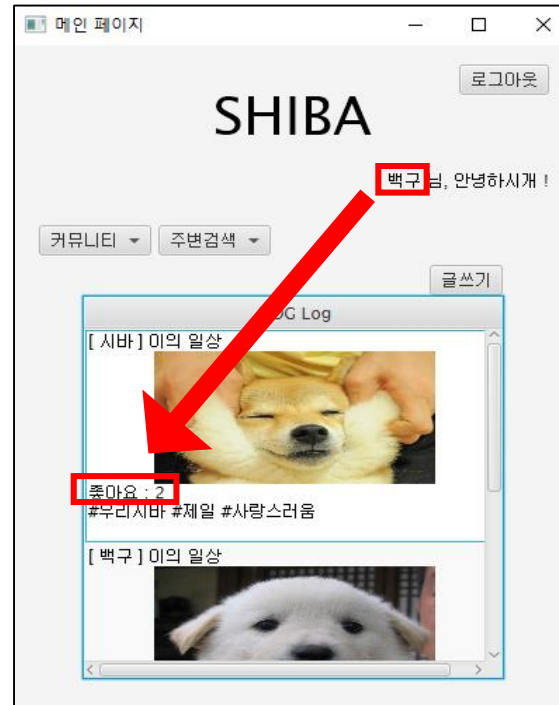 메인 페이지
로그아웃
SHIBA
백구 님, 안녕하시개 !
커뮤니티
주변검색
글쓰기
OG Log
[ 시바 ] 이의 일상
좋아요 : 2
#우리시바 #제일 #사랑스러움
[ 백구 ] 이의 일상